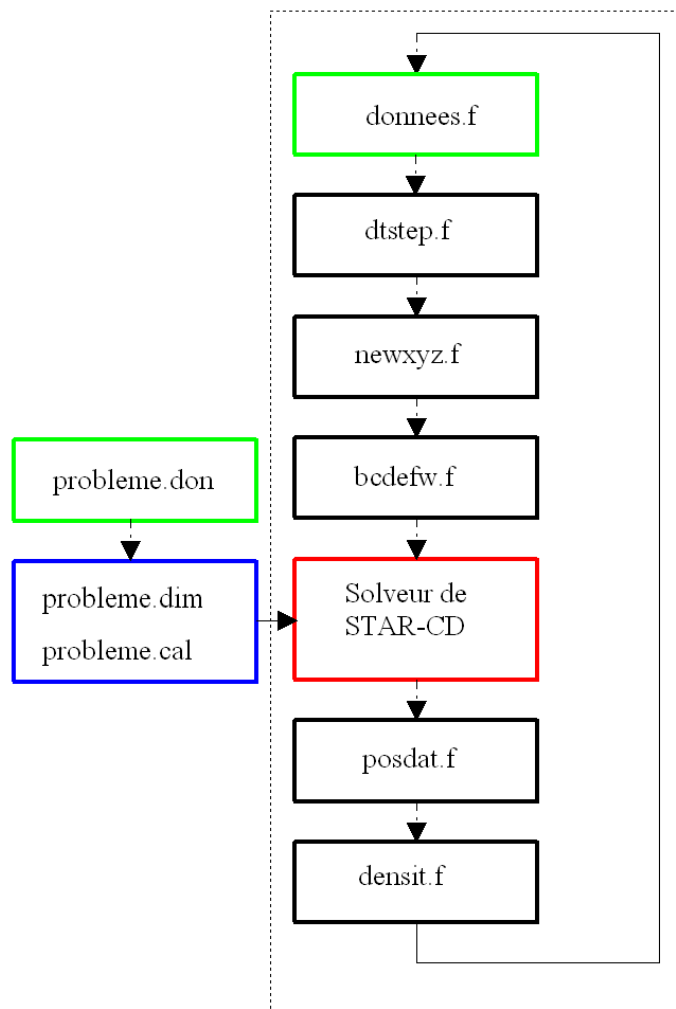 donnees.f
dtstep.f
newxyz.f
bcdefw.f
probleme.don
probleme.dim
probleme.cal
Solveur de
STAR-CD
posdat.f
densit.f